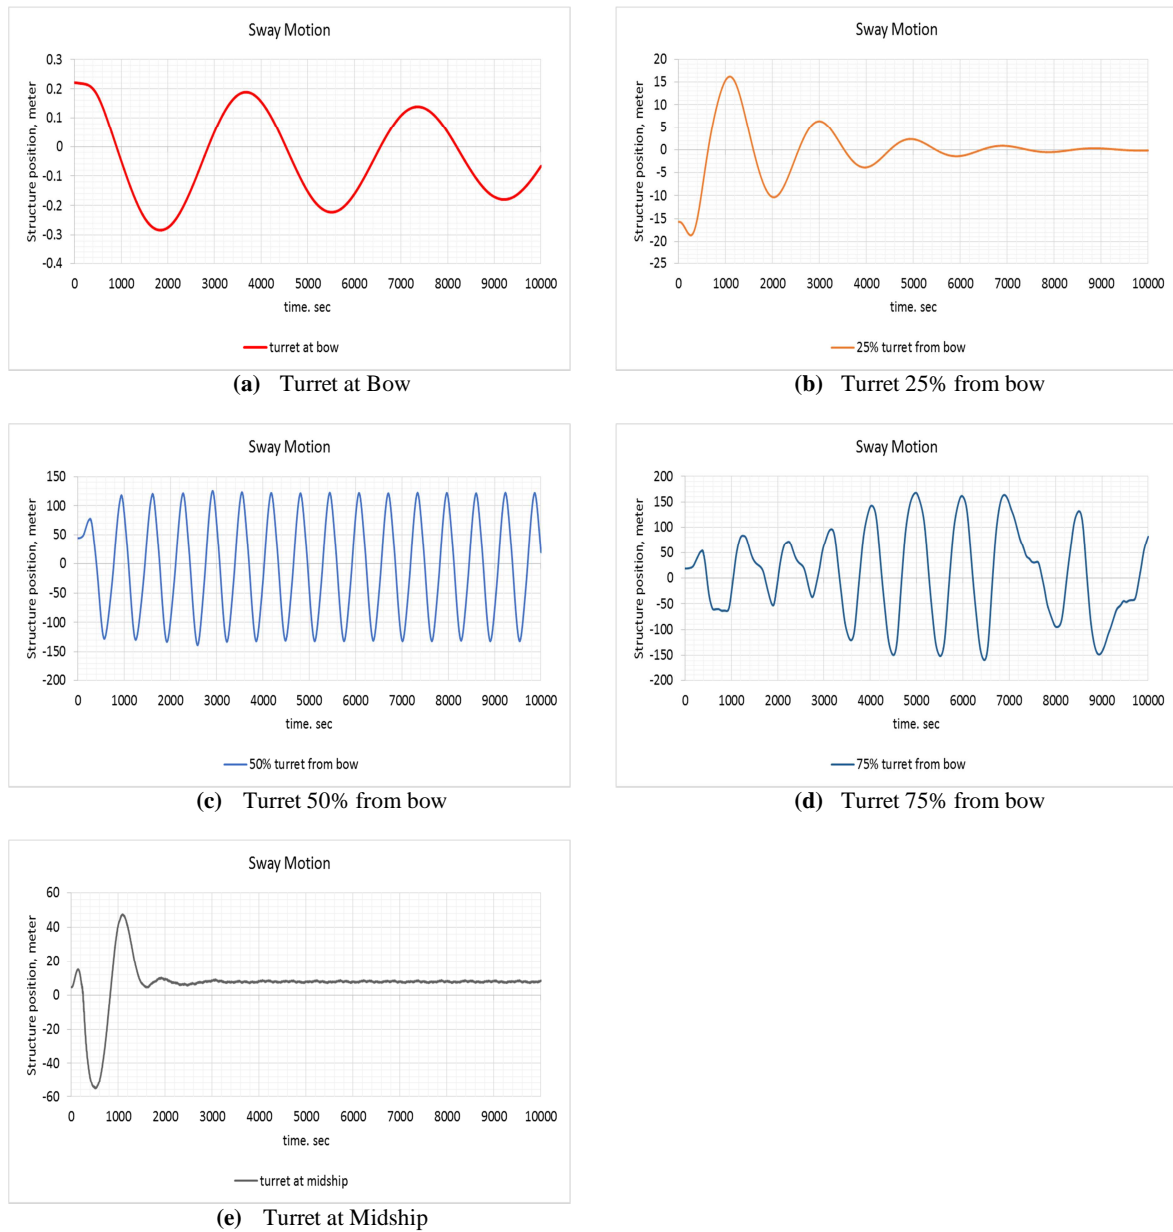 Sway Motion
Structure position, meter
0.3
0.2
0.1
0
-0.1
-0.2
-0.3
-0.4
0 1000 2000 3000 4000 5000 6000 7000 8000 9000 10000
time. sec
turret at bow
(a) Turret at Bow
Sway Motion
Structure position, meter
20
15
10
5
0
-5
-10
-15
-20
-25
0 1000 2000 3000 4000 5000 6000 7000 8000 9000 10000
time. sec
25% turret from bow
(b) Turret 25% from bow
Sway Motion
Structure position, meter
150
100
50
0
-50
-100
-150
-200
0 1000 2000 3000 4000 5000 6000 7000 8000 9000 10000
time. sec
50% turret from bow
(c) Turret 50% from bow
Sway Motion
Structure position, meter
200
150
100
50
0
-50
-100
-150
-200
0 1000 2000 3000 4000 5000 6000 7000 8000 9000 10000
time. sec
75% turret from bow
(d) Turret 75% from bow
Sway Motion
Structure position, meter
60
40
20
0
-20
-40
-60
0 1000 2000 3000 4000 5000 6000 7000 8000 9000 10000
time. sec
turret at midship
(e) Turret at Midship